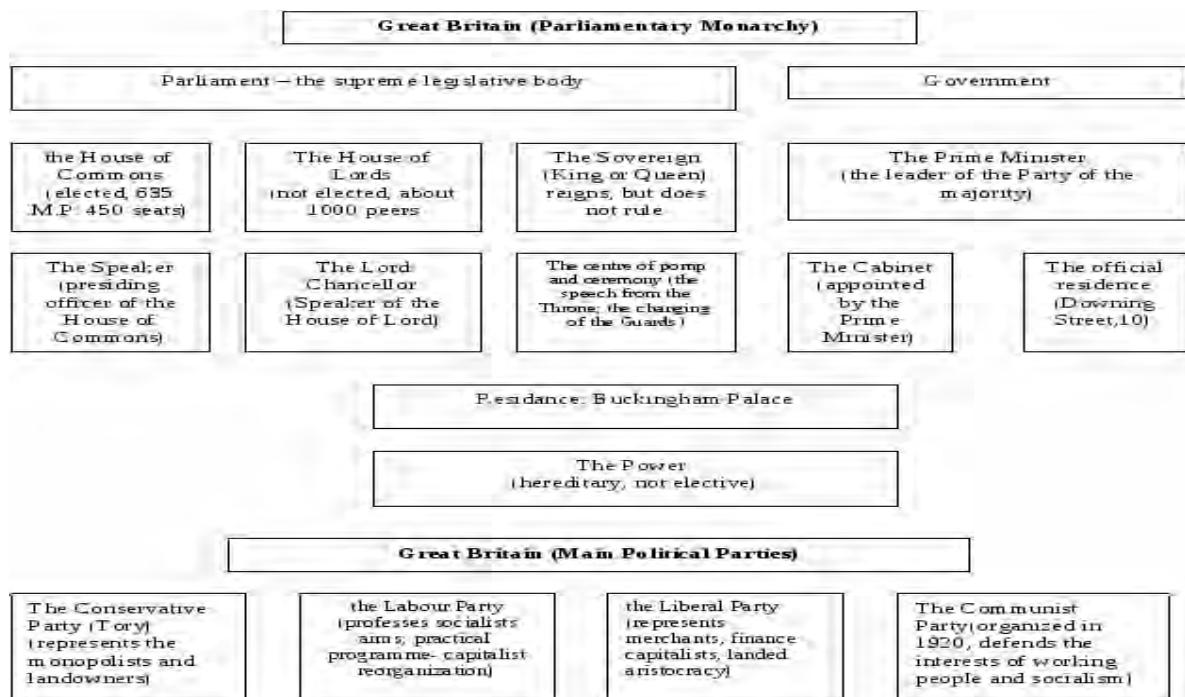 Great Britain (Parliamentary Monarchy)
Parliament – the supreme legislative body
Government
the House of
Commons
(elected, 635
M.P. 450 seats)
The House of
Lords
(not elected, about
1000 peers
The Sovereign
(King or Queen)
reigns, but does
not rule
The Prime Minister
(the leader of the Party of the
majority)
The Speaker
(presiding
officer of the
House of
Commons)
The Lord
Chancellor
(Speaker of the
House of Lord)
The centre of pomp
and ceremony (the
speech from the
Throne, the changing
of the Guards)
The Cabinet
(appointed
by the
Prime
Minister)
The official
residence
(Downing
Street,10)
Residance: Buckingham Palace
The Power
(hereditary, not elective)
Great Britain (Main Political Parties)
The Conservative
Party (Tory)
(represents the
monopolists and
landowners)
the Labour Party
(professes socialists
aims, practical
programme- capitalist
reorganization)
the Liberal Party
(represents
merchants, finance
capitalists, landed
aristocracy)
The Communist
Party(organized in
1920, defends the
interests of working
people and socialism)